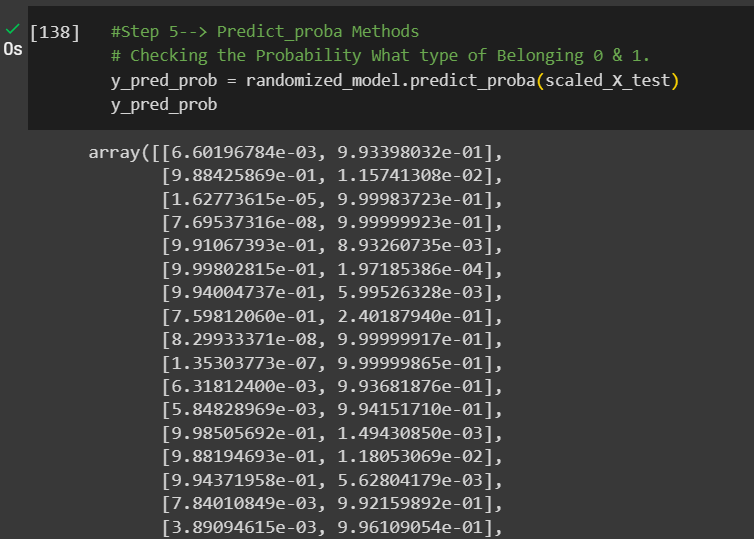 [138] #Step 5--> Predict_proba Methods
0s # Checking the Probability What type of Belonging 0 & 1.
y_pred_prob = randomized_model.predict_proba(scaled_X_test)
y_pred_prob
array([[6.60196784e-03, 9.93398032e-01],
[9.88425869e-01, 1.15741308e-02],
[1.62773615e-05, 9.99983723e-01],
[7.69537316e-08, 9.99999923e-01],
[9.91067393e-01, 8.93260735e-03],
[9.99802815e-01, 1.97185386e-04],
[9.94004737e-01, 5.99526328e-03],
[7.59812060e-01, 2.40187940e-01],
[8.29933371e-08, 9.99999917e-01],
[1.35303773e-07, 9.99999865e-01],
[6.31812400e-03, 9.93681876e-01],
[5.84828969e-03, 9.94151710e-01],
[9.98505692e-01, 1.49430850e-03],
[9.88194693e-01, 1.18053069e-02],
[9.94371958e-01, 5.62804179e-03],
[7.84010849e-03, 9.92159892e-01],
[3.89094615e-03, 9.96109054e-01],